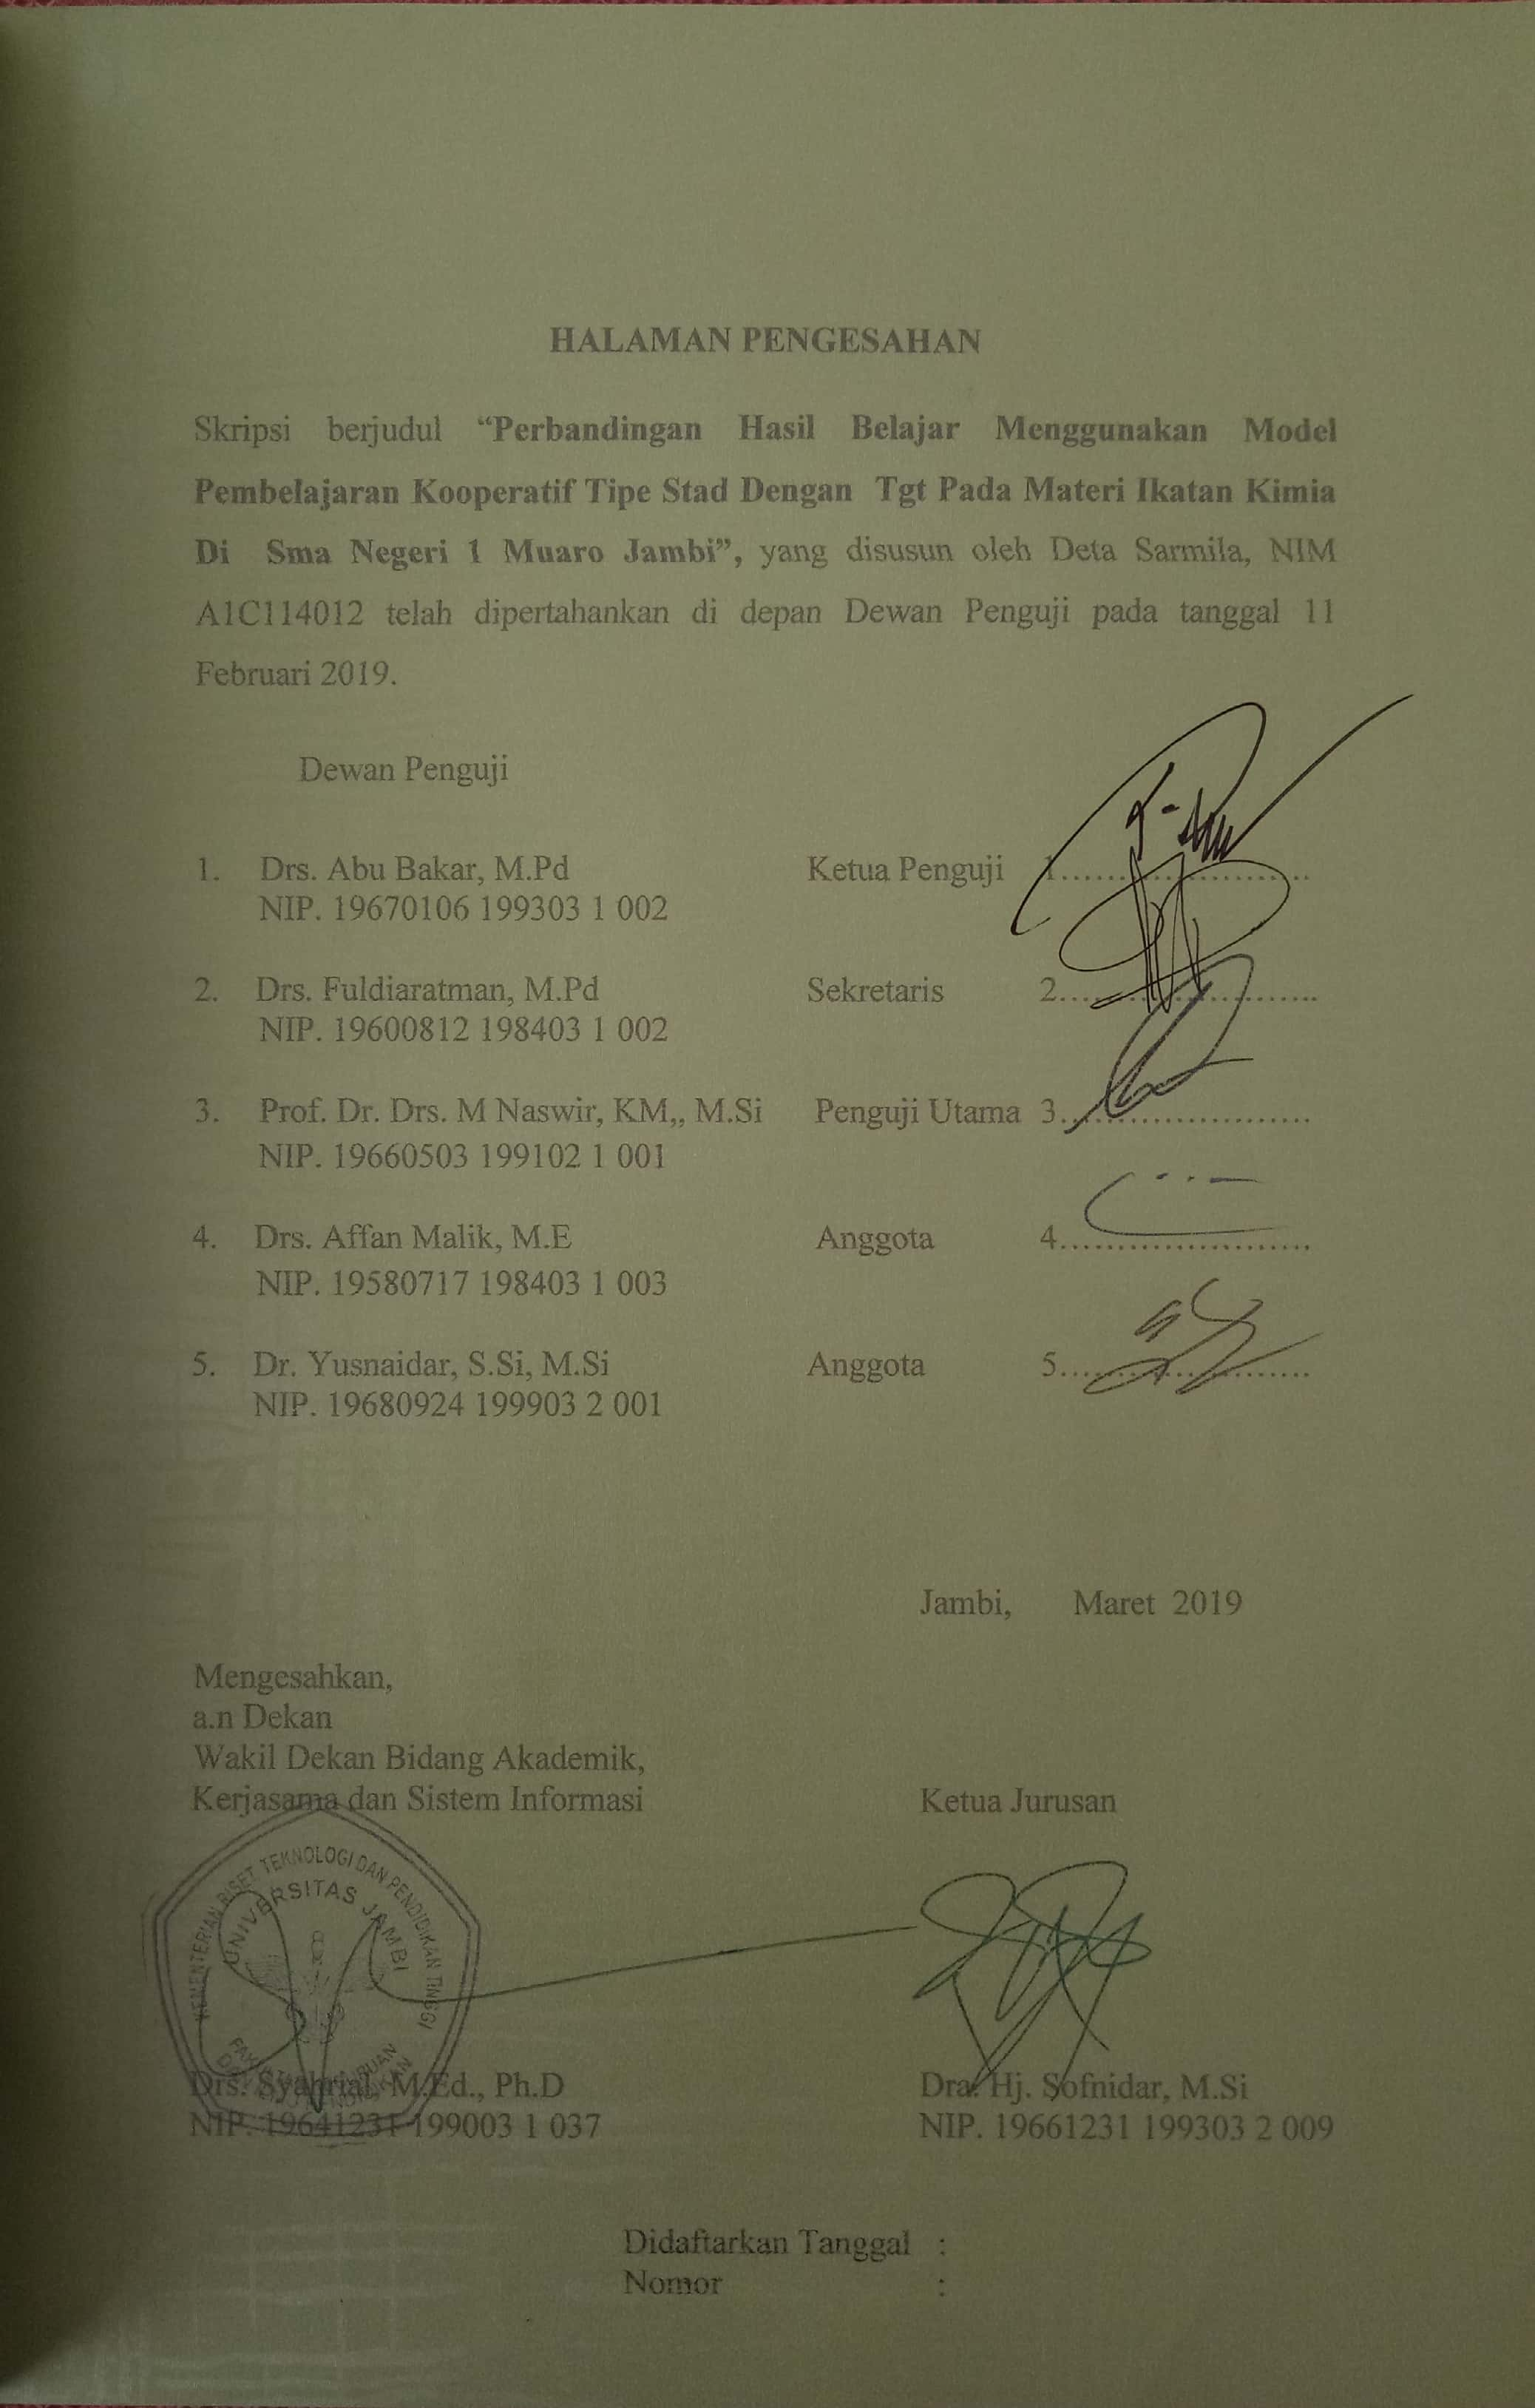 HALAMAN PENGESAHAN
Skripsi berjudul “Perbandingan Hasil Belajar Menggunakan Model
Pembelajaran Kooperatif Tipe Stad Dengan Tgt Pada Materi Ikatan Kimia
Di Sma Negeri 1 Muaro Jambi”, yang disusun oleh Deta Sarmila, NIM
A1C114012 telah dipertahankan di depan Dewan Penguji pada tanggal 11
Februari 2019.
Dewan Penguji
1. Drs. Abu Bakar, M.Pd Ketua Penguji 1......................
NIP. 19670106 199303 1 002
2. Drs. Fuldiaratman, M.Pd Sekretaris 2......................
NIP. 19600812 198403 1 002
3. Prof. Dr. Drs. M Naswir, KM,, M.Si Penguji Utama 3......................
NIP. 19660503 199102 1 001
4. Drs. Affan Malik, M.E Anggota 4......................
NIP. 19580717 198403 1 003
5. Dr. Yusnaidar, S.Si, M.Si Anggota 5......................
NIP. 19680924 199903 2 001
Jambi, Maret 2019
Mengesahkan,
a.n Dekan
Wakil Dekan Bidang Akademik,
Kerjasama dan Sistem Informasi Ketua Jurusan
KEMENTERIAN RISET TEKNOLOGI DAN PENDIDIKAN TINGGI
UNIVERSITAS JAMBI
Drs. Syahrial, M.Ed., Ph.D Dra. Hj. Sofnidar, M.Si
NIP. 19641231 199003 1 037 NIP. 19661231 199303 2 009
Didaftarkan Tanggal :
Nomor :